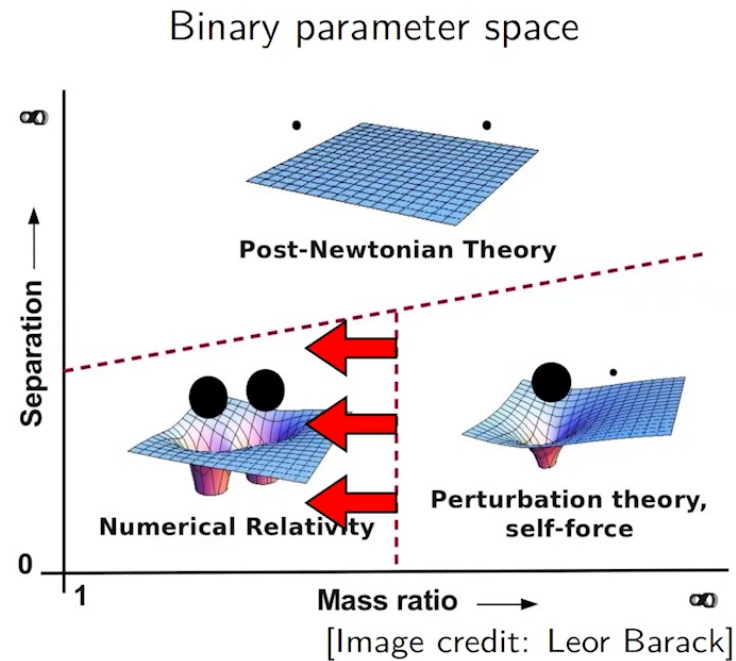 Binary parameter space
∞
Post-Newtonian Theory
Separation
Numerical Relativity
Perturbation theory,
self-force
0
1
Mass ratio
∞
[Image credit: Leor Barack]